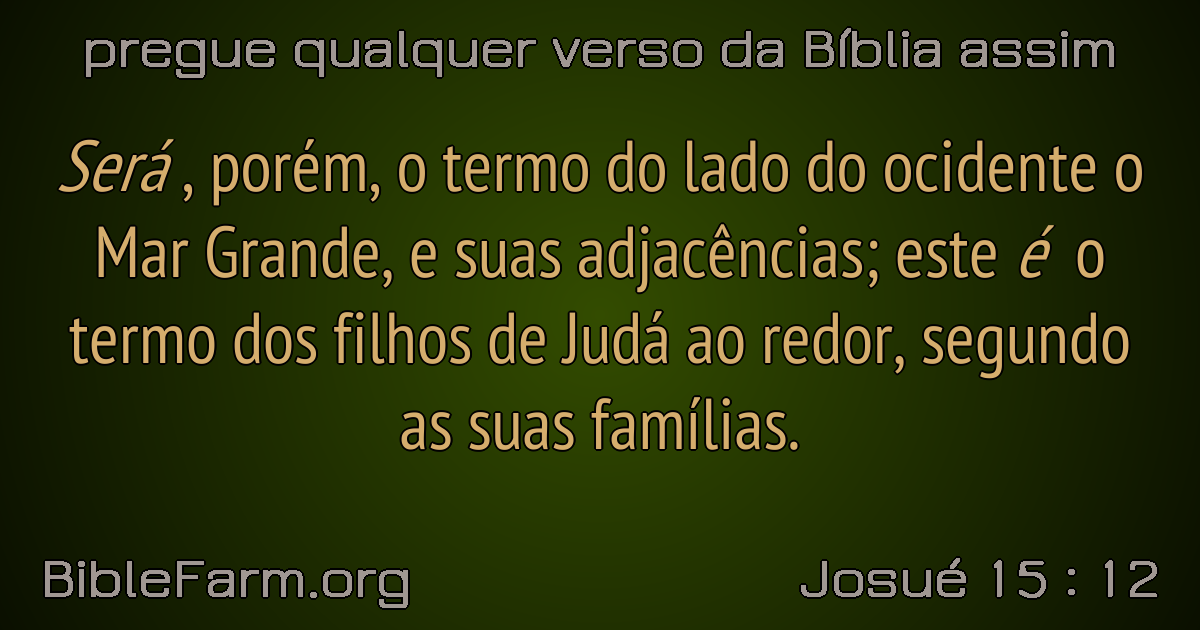 pregue qualquer verso da Bíblia assim
Será , porém, o termo do lado do ocidente o
Mar Grande, e suas adjacências; este é o
termo dos filhos de Judá ao redor, segundo
as suas famílias.
BibleFarm.org
Josué 15 : 12